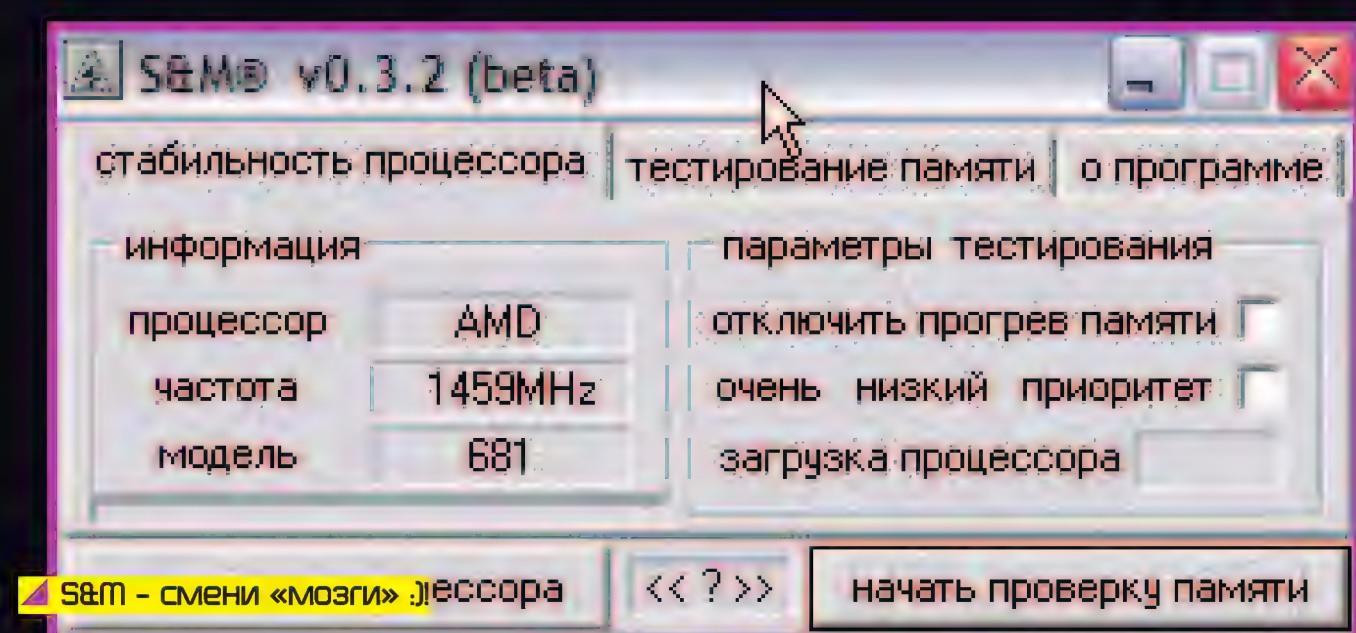 S&M® v0.3.2 (beta)
стабильность процессора тестирование памяти о программе
информация параметры тестирования
процессор AMD отключить прогрев памяти
частота 1459MHz очень низкий приоритет
модель 681 загрузка процессора
S&M - смени «мозги» :)! ессора << ? >> начать проверку памяти